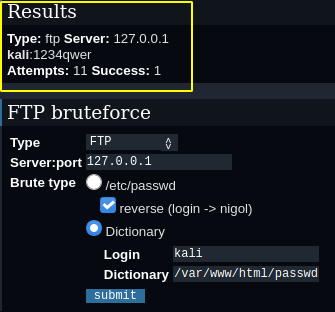 Results
Type: ftp Server: 127.0.0.1
kali:1234qwer
Attempts: 11 Success: 1
FTP bruteforce
Type FTP
Server:port 127.0.0.1
Brute type /etc/passwd
reverse (login -> nigol)
Dictionary
Login kali
Dictionary /var/www/html/passwd
submit